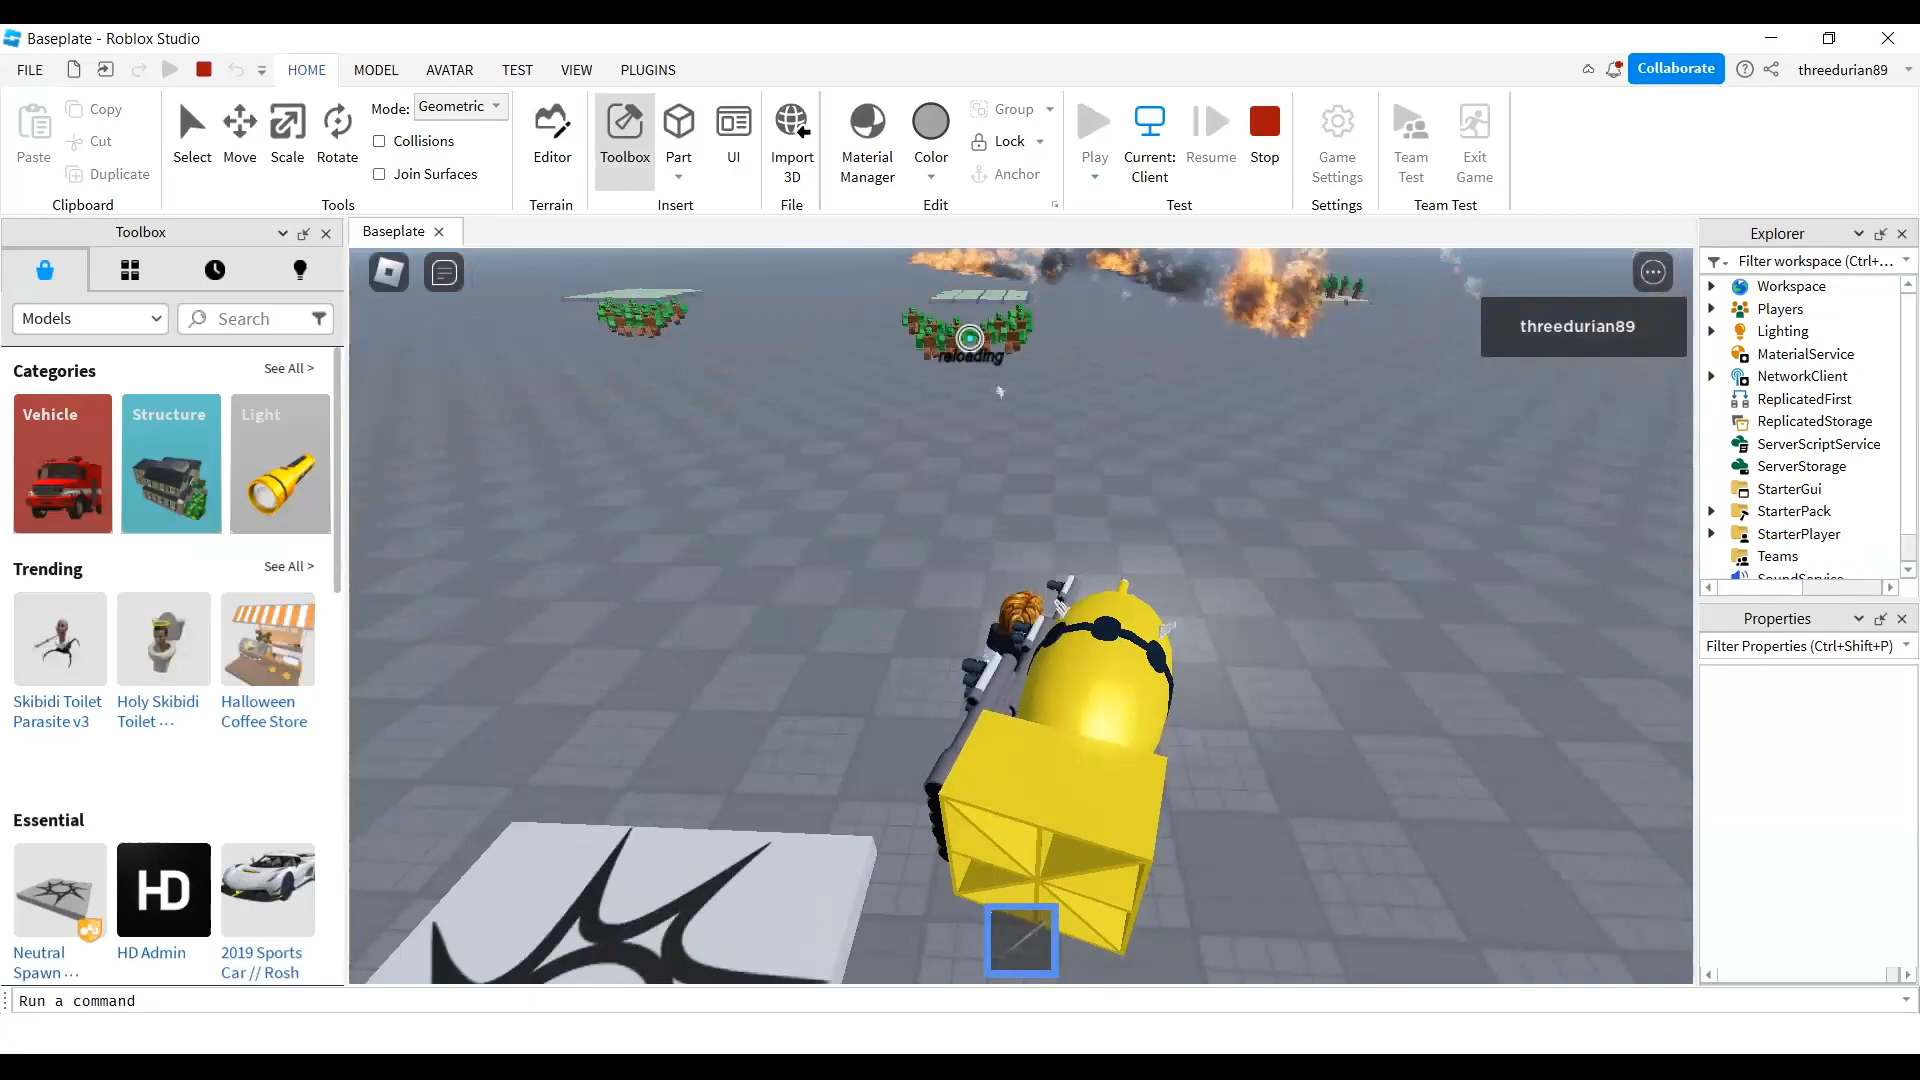 Baseplate - Roblox Studio
FILE
HOME
MODEL
AVATAR
TEST
VIEW
PLUGINS
Collaborate
threedurian89
Paste
Copy
Cut
Duplicate
Clipboard
Select
Move
Scale
Rotate
Mode:
Geometric
Collisions
Join Surfaces
Tools
Editor
Terrain
Toolbox
Part
UI
Insert
Import
3D
File
Material
Manager
Color
Group
Lock
Anchor
Edit
Play
Current:
Client
Resume
Stop
Test
Game
Settings
Settings
Team
Test
Exit
Game
Team Test
Toolbox
Models
Search
Categories
See All >
Vehicle
Structure
Light
Trending
See All >
Skibidi Toilet
Parasite v3
Holy Skibidi
Toilet ...
Halloween
Coffee Store
Essential
HD
Neutral
Spawn ...
HD Admin
2019 Sports
Car // Rosh
Baseplate
reloading
threedurian89
Explorer
Filter workspace (Ctrl+...
Workspace
Players
Lighting
MaterialService
NetworkClient
ReplicatedFirst
ReplicatedStorage
ServerScriptService
ServerStorage
StarterGui
StarterPack
StarterPlayer
Teams
SoundService
Properties
Filter Properties (Ctrl+Shift+P)
Run a command